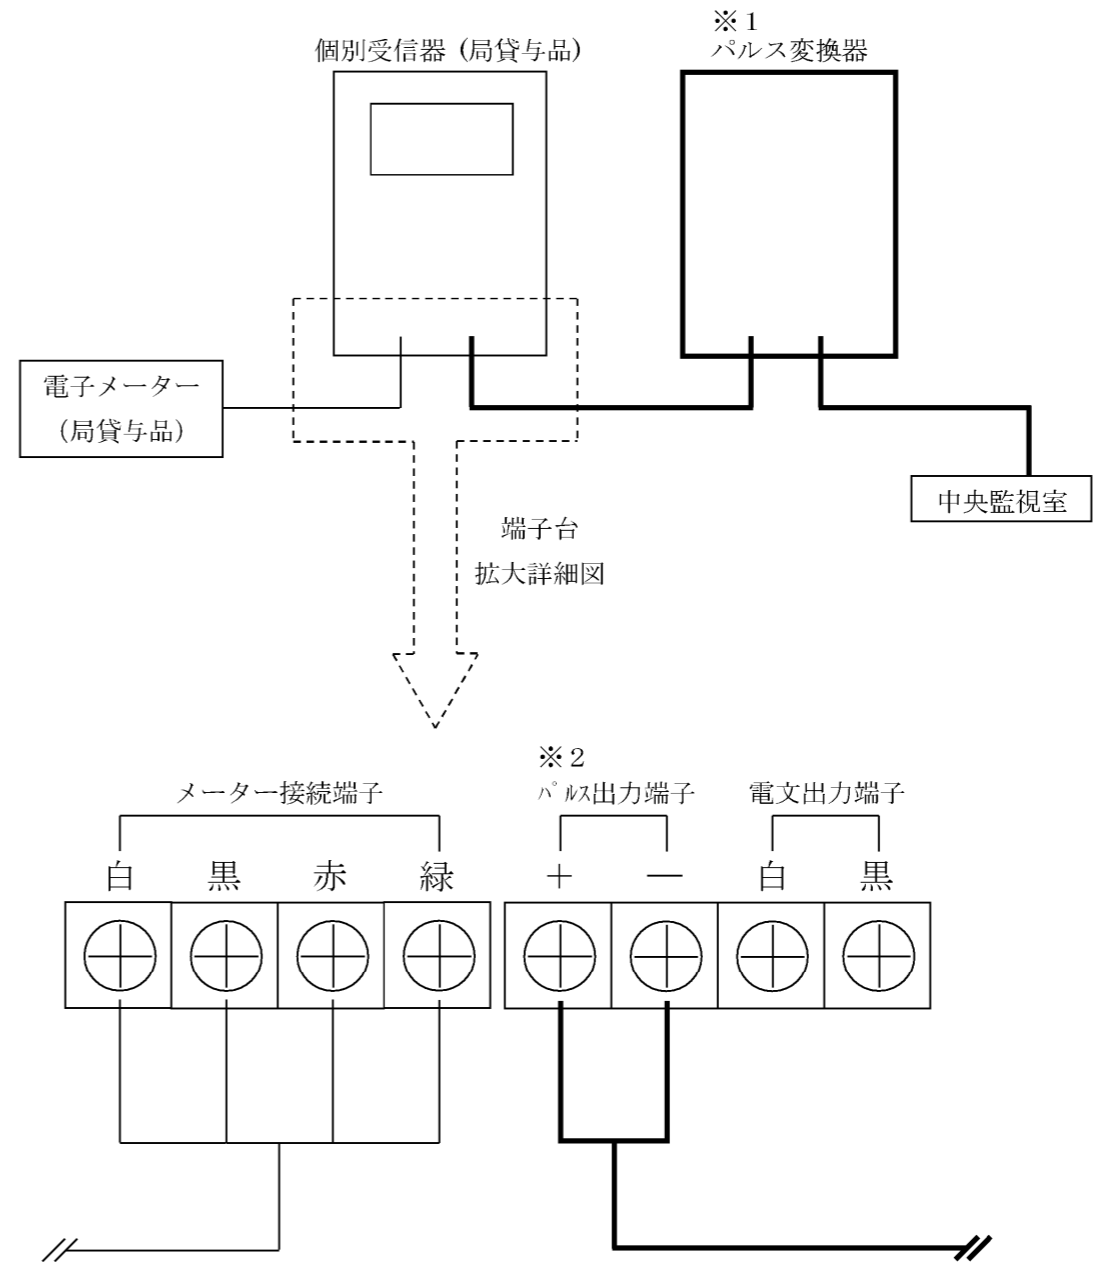 ※１
個別受信器（局貸与品）
パルス変換器
電子メーター
（局貸与品）
中央監視室
端子台
拡大詳細図
※２
メーター接続端子
ﾊﾟﾙｽ出力端子
電文出力端子
白 黒 赤 緑 ＋ － 白 黒